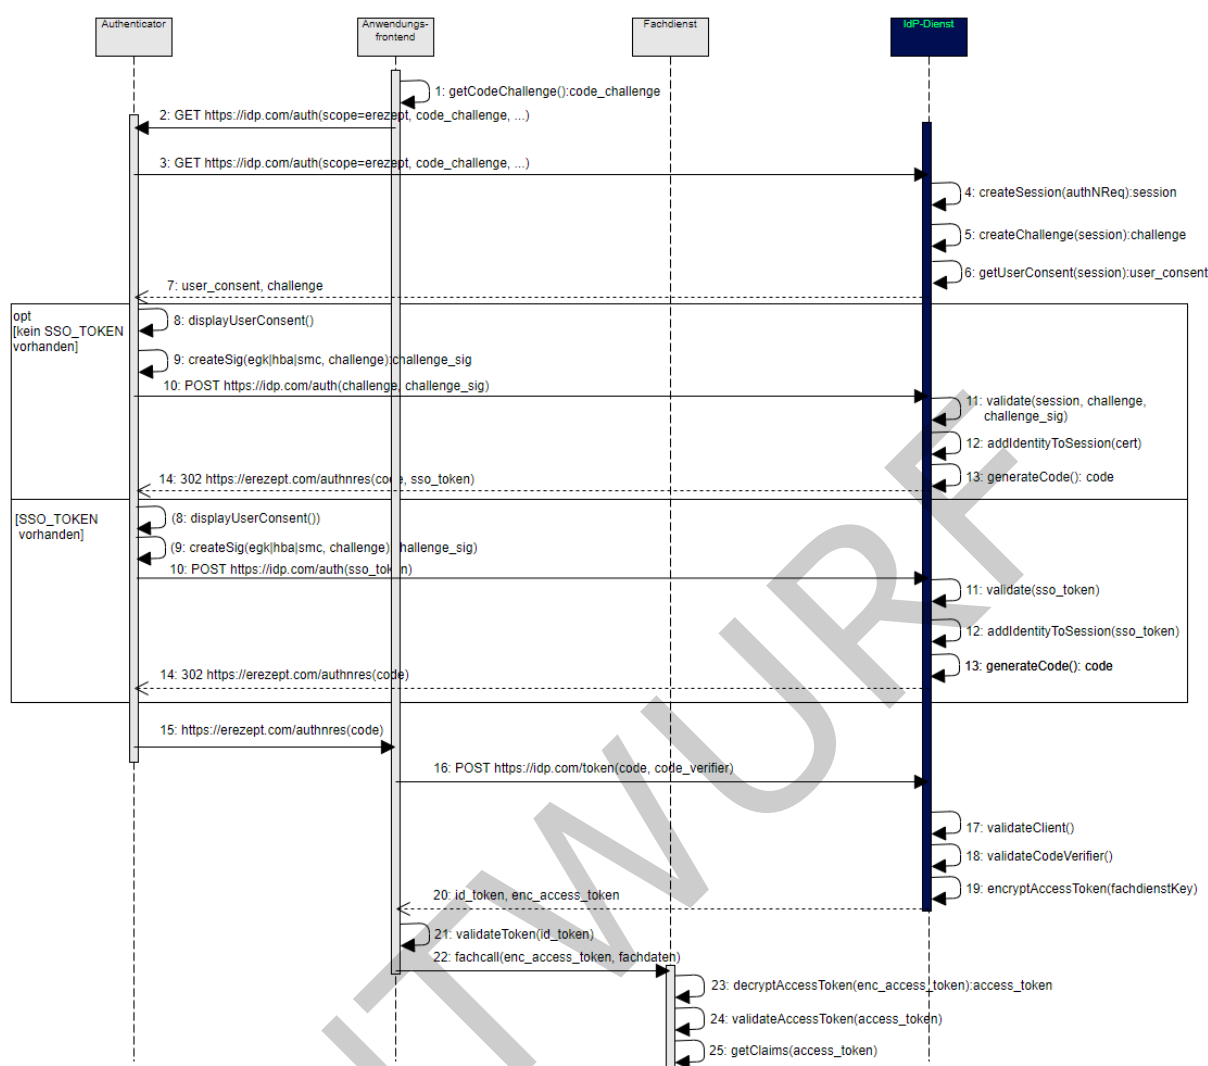 Authenticator
Anwendungs-
frontend
Fachdienst
IdP-Dienst
1: getCodeChallenge():code_challenge
2: GET https://idp.com/auth(scope=erezept, code_challenge, ...)
3: GET https://idp.com/auth(scope=erezept, code_challenge, ...)
4: createSession(authNReq):session
5: createChallenge(session):challenge
6: getUserConsent(session):user_consent
7: user_consent, challenge
opt
[kein SSO_TOKEN
vorhanden]
8: displayUserConsent()
9: createSig(egk|hba|smc, challenge):challenge_sig
10: POST https://idp.com/auth(challenge, challenge_sig)
11: validate(session, challenge,
challenge_sig)
12: addIdentityToSession(cert)
13: generateCode(): code
14: 302 https://erezept.com/authnres(code, sso_token)
[SSO_TOKEN
vorhanden]
(8: displayUserConsent())
(9: createSig(egk|hba|smc, challenge):challenge_sig)
10: POST https://idp.com/auth(sso_token)
11: validate(sso_token)
12: addIdentityToSession(sso_token)
13: generateCode(): code
14: 302 https://erezept.com/authnres(code)
15: https://erezept.com/authnres(code)
16: POST https://idp.com/token(code, code_verifier)
17: validateClient()
18: validateCodeVerifier()
19: encryptAccessToken(fachdienstKey)
20: id_token, enc_access_token
21: validateToken(id_token)
22: fachcall(enc_access_token, fachdaten)
23: decryptAccessToken(enc_access_token):access_token
24: validateAccessToken(access_token)
25: getClaims(access_token)
NTWURF